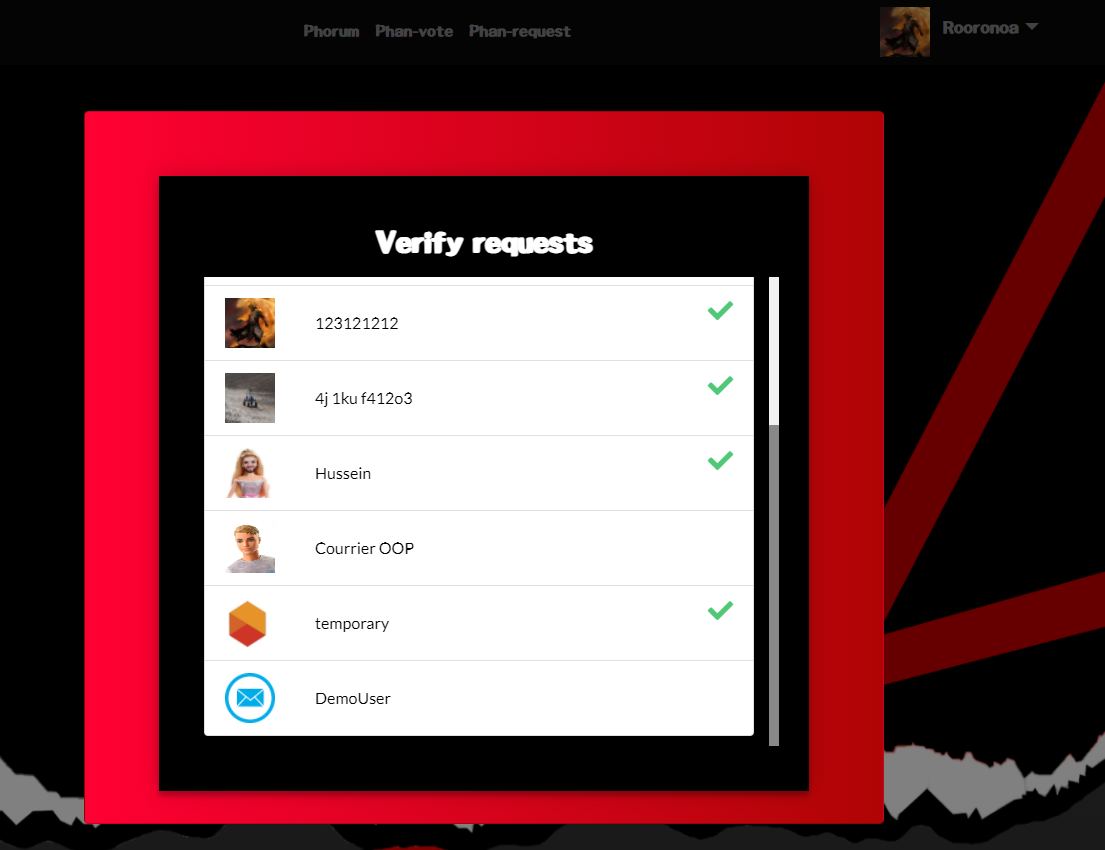 Phorum Phan-vote Phan-request Rooronoa
Verify requests
123121212
4j 1ku f412o3
Hussein
Courrier OOP
temporary
DemoUser